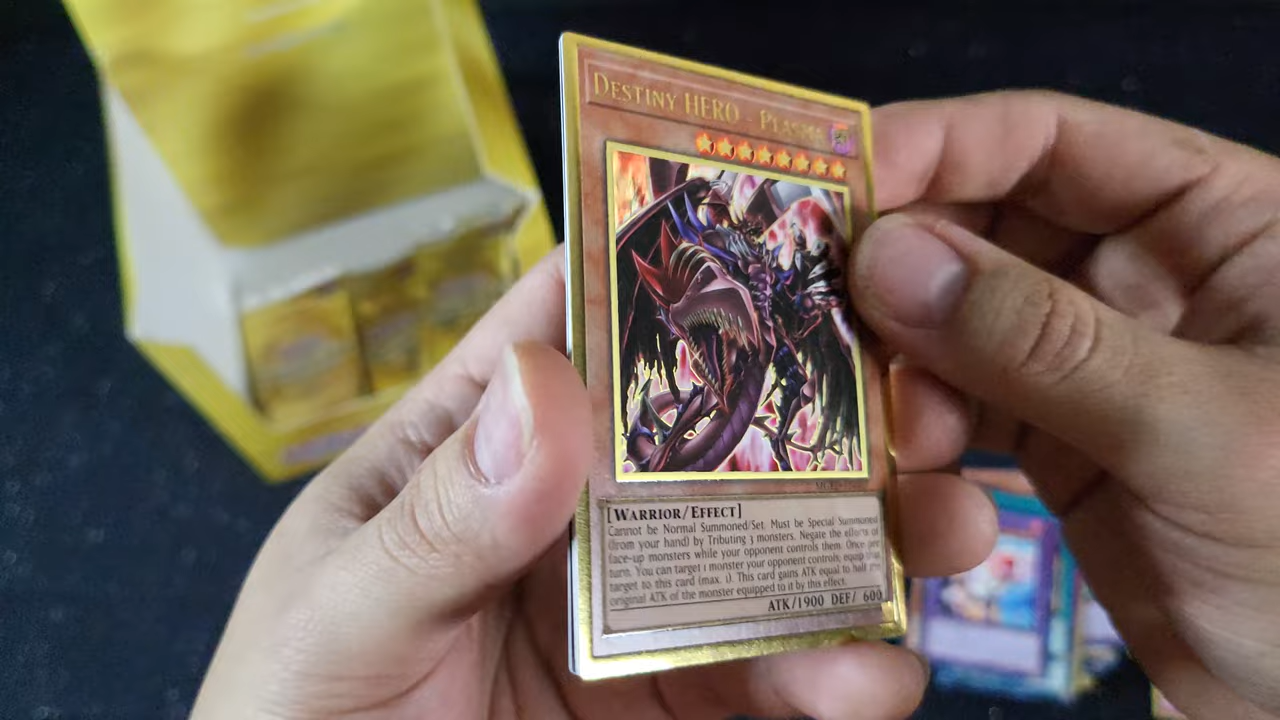 DESTINY HERO - PLASMA
[WARRIOR/EFFECT]
Cannot be Normal Summoned/Set. Must be Special Summoned
(from your hand) by Tributing 3 monsters. Negate the effects of
face-up monsters while your opponent controls them. Once per
turn. You can target 1 monster your opponent controls; equip that
target to this card (max. 1). This card gains ATK equal to half the
original ATK of the monster equipped to it by this effect.
ATK/1900 DEF/ 600